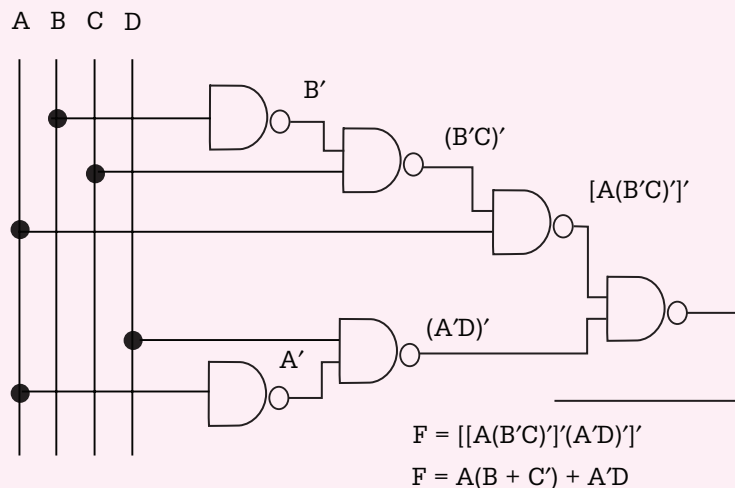 A B C D
B′
(B′C)′
[A(B′C)′]′
(A′D)′
A′
F = [[A(B′C)′]′(A′D)′]′
F = A(B + C′) + A′D